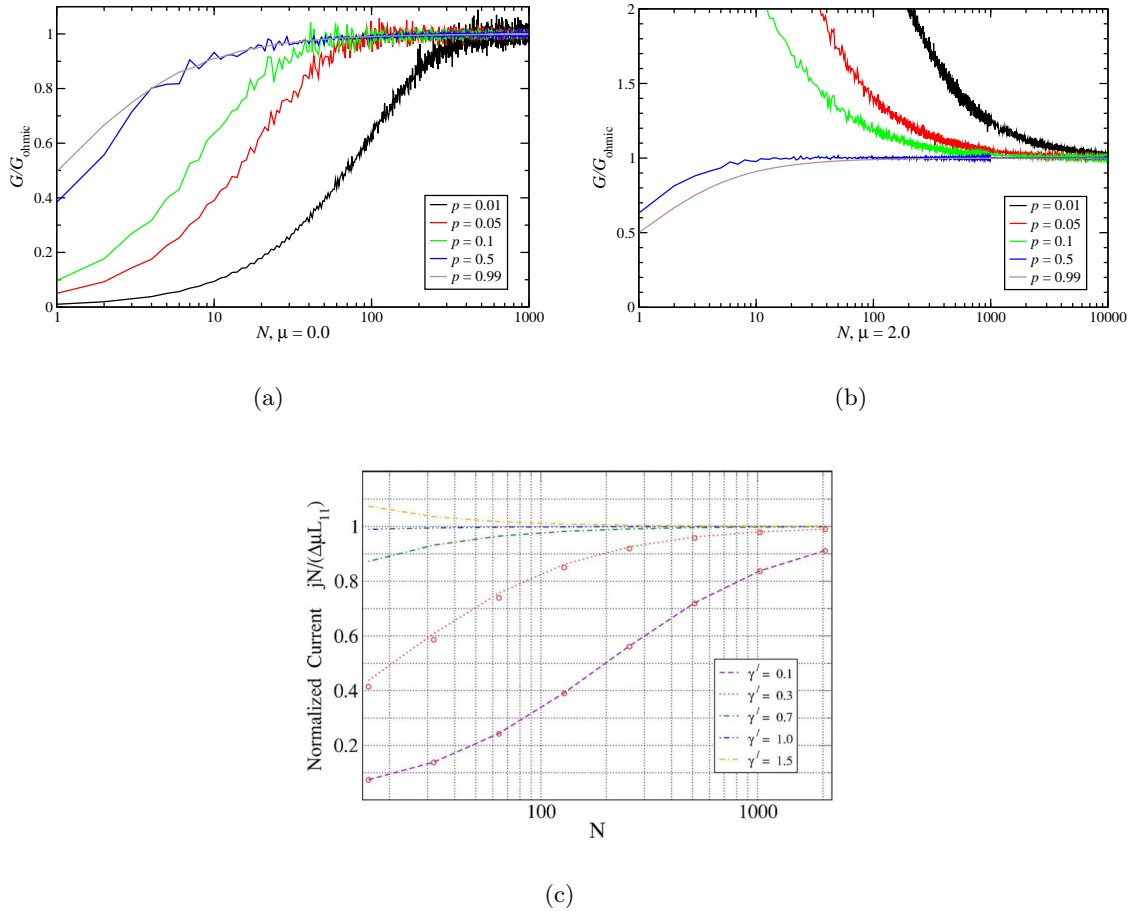 G/G_ohmic
1
0.8
0.6
0.4
0.2
0
1
10
100
1000
N, μ = 0.0
p = 0.01
p = 0.05
p = 0.1
p = 0.5
p = 0.99
(a)
G/G_ohmic
2
1.5
1
0.5
0
1
10
100
1000
10000
N, μ = 2.0
p = 0.01
p = 0.05
p = 0.1
p = 0.5
p = 0.99
(b)
Normalized Current jN/(ΔμL_11)
1
0.8
0.6
0.4
0.2
100
1000
N
γ^l = 0.1
γ^l = 0.3
γ^l = 0.7
γ^l = 1.0
γ^l = 1.5
(c)